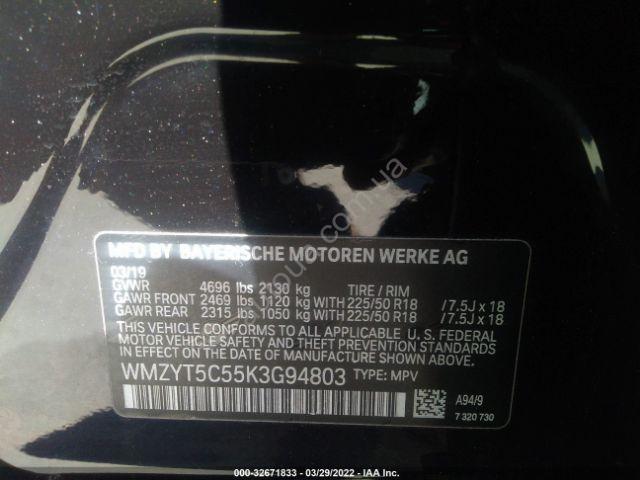 MFD BY BAYERISCHE MOTOREN WERKE AG
03/19
GVWR 4696 lbs 2130 kg TIRE / RIM
GAWR FRONT 2469 lbs 1120 kg WITH 225/50 R18 /7.5J x 18
GAWR REAR 2315 lbs 1050 kg WITH 225/50 R18 /7.5J x 18
THIS VEHICLE CONFORMS TO ALL APPLICABLE U. S. FEDERAL
MOTOR VEHICLE SAFETY AND THEFT PREVENTION STANDARDS
IN EFFECT ON THE DATE OF MANUFACTURE SHOWN ABOVE.
WMZYT5C55K3G94803 TYPE: MPV
A94/9
7 320 730
000-32671833 - 03/29/2022 - IAA Inc.